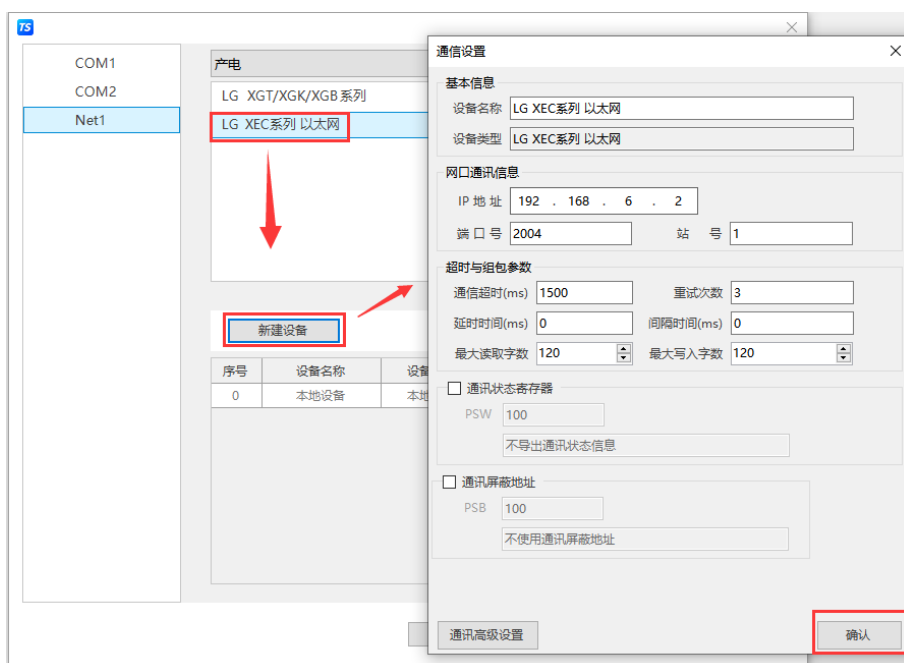 TS
COM1
COM2
Net1
产电
LG XGT/XGK/XGB系列
LG XEC系列 以太网
新建设备
序号 设备名称 设备
0 本地设备 本地
通信设置
基本信息
设备名称 LG XEC系列 以太网
设备类型 LG XEC系列 以太网
网口通讯信息
IP 地 址 192 . 168 . 6 . 2
端 口 号 2004 站 号 1
超时与组包参数
通信超时(ms) 1500 重试次数 3
延时时间(ms) 0 间隔时间(ms) 0
最大读取字数 120 最大写入字数 120
通讯状态寄存器
PSW 100
不导出通讯状态信息
通讯屏蔽地址
PSB 100
不使用通讯屏蔽地址
通讯高级设置 确认